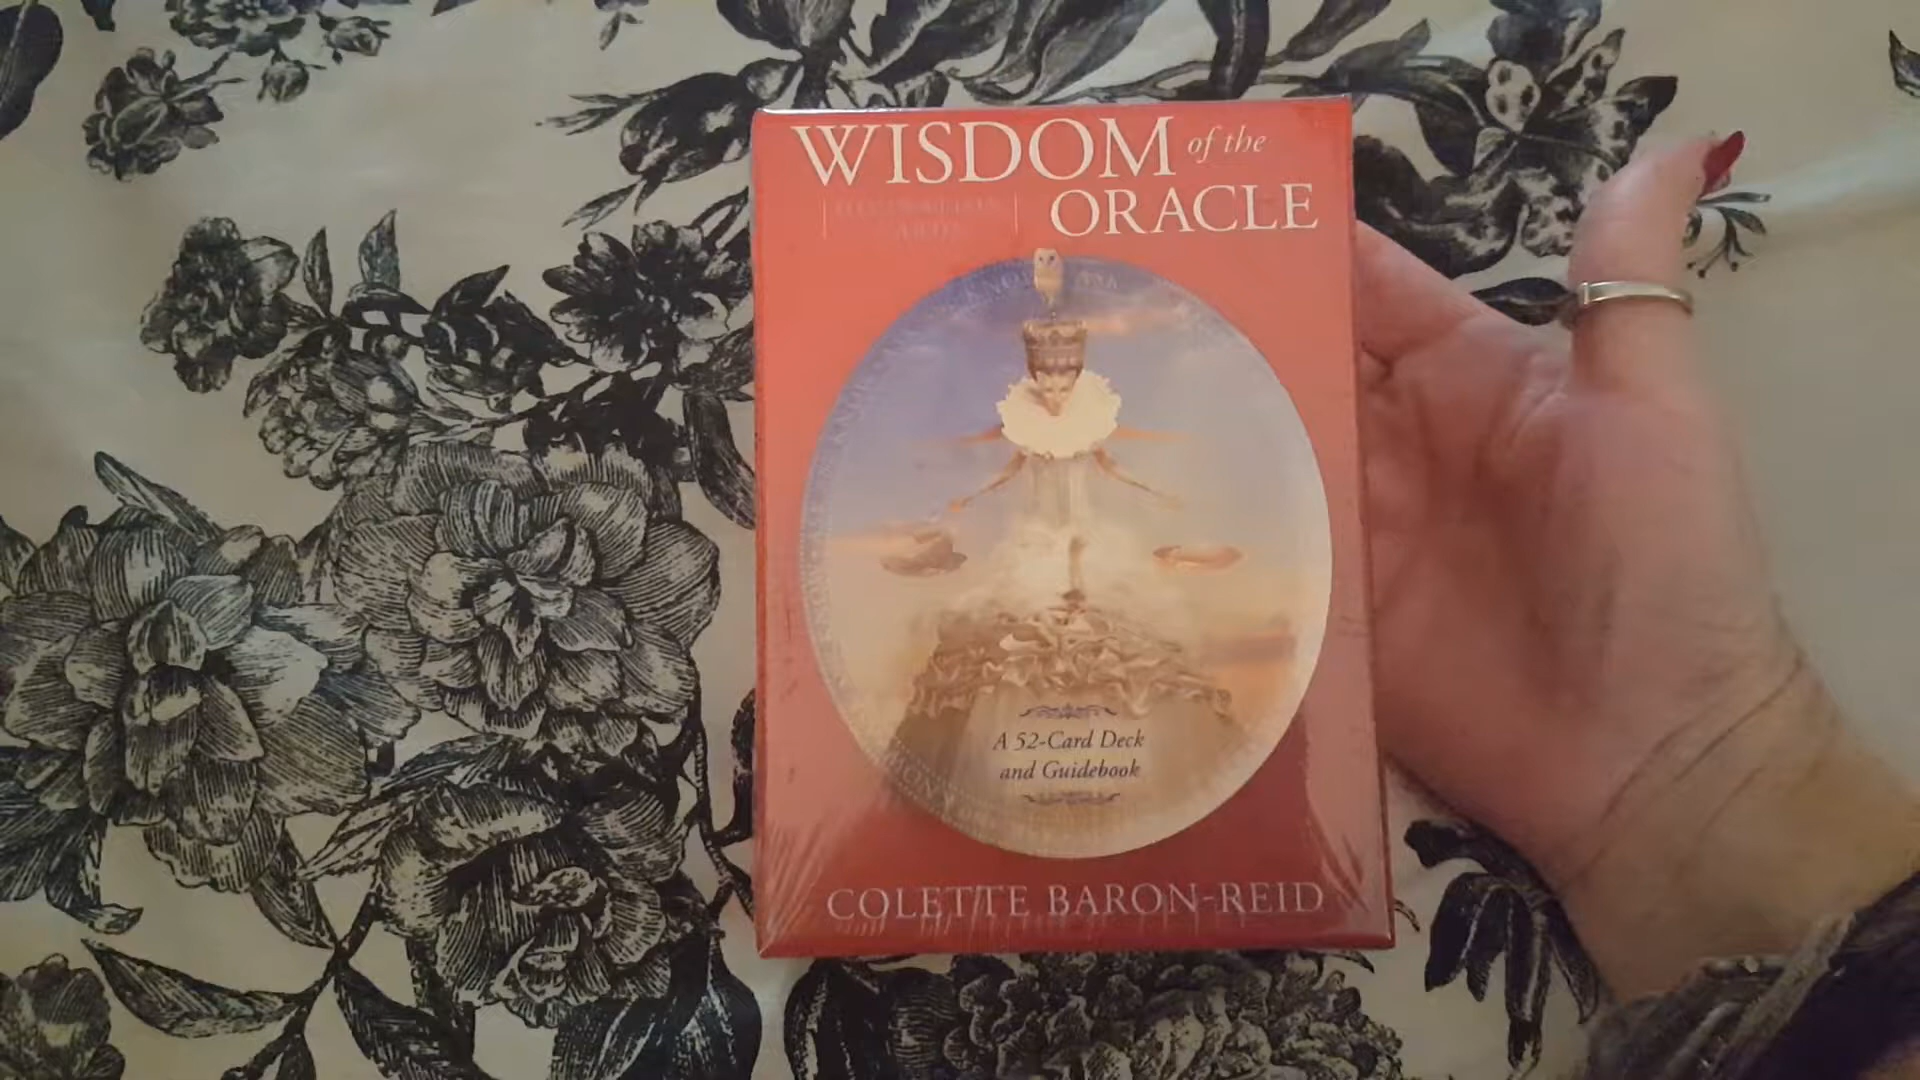 WISDOM of the
ORACLE
A 52-Card Deck
and Guidebook
COLETTE BARON-REID